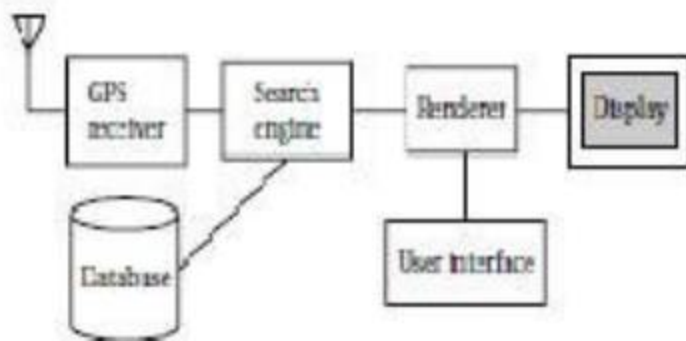 GPS
receiver
Search
engine
Renderer
Display
Database
User interface